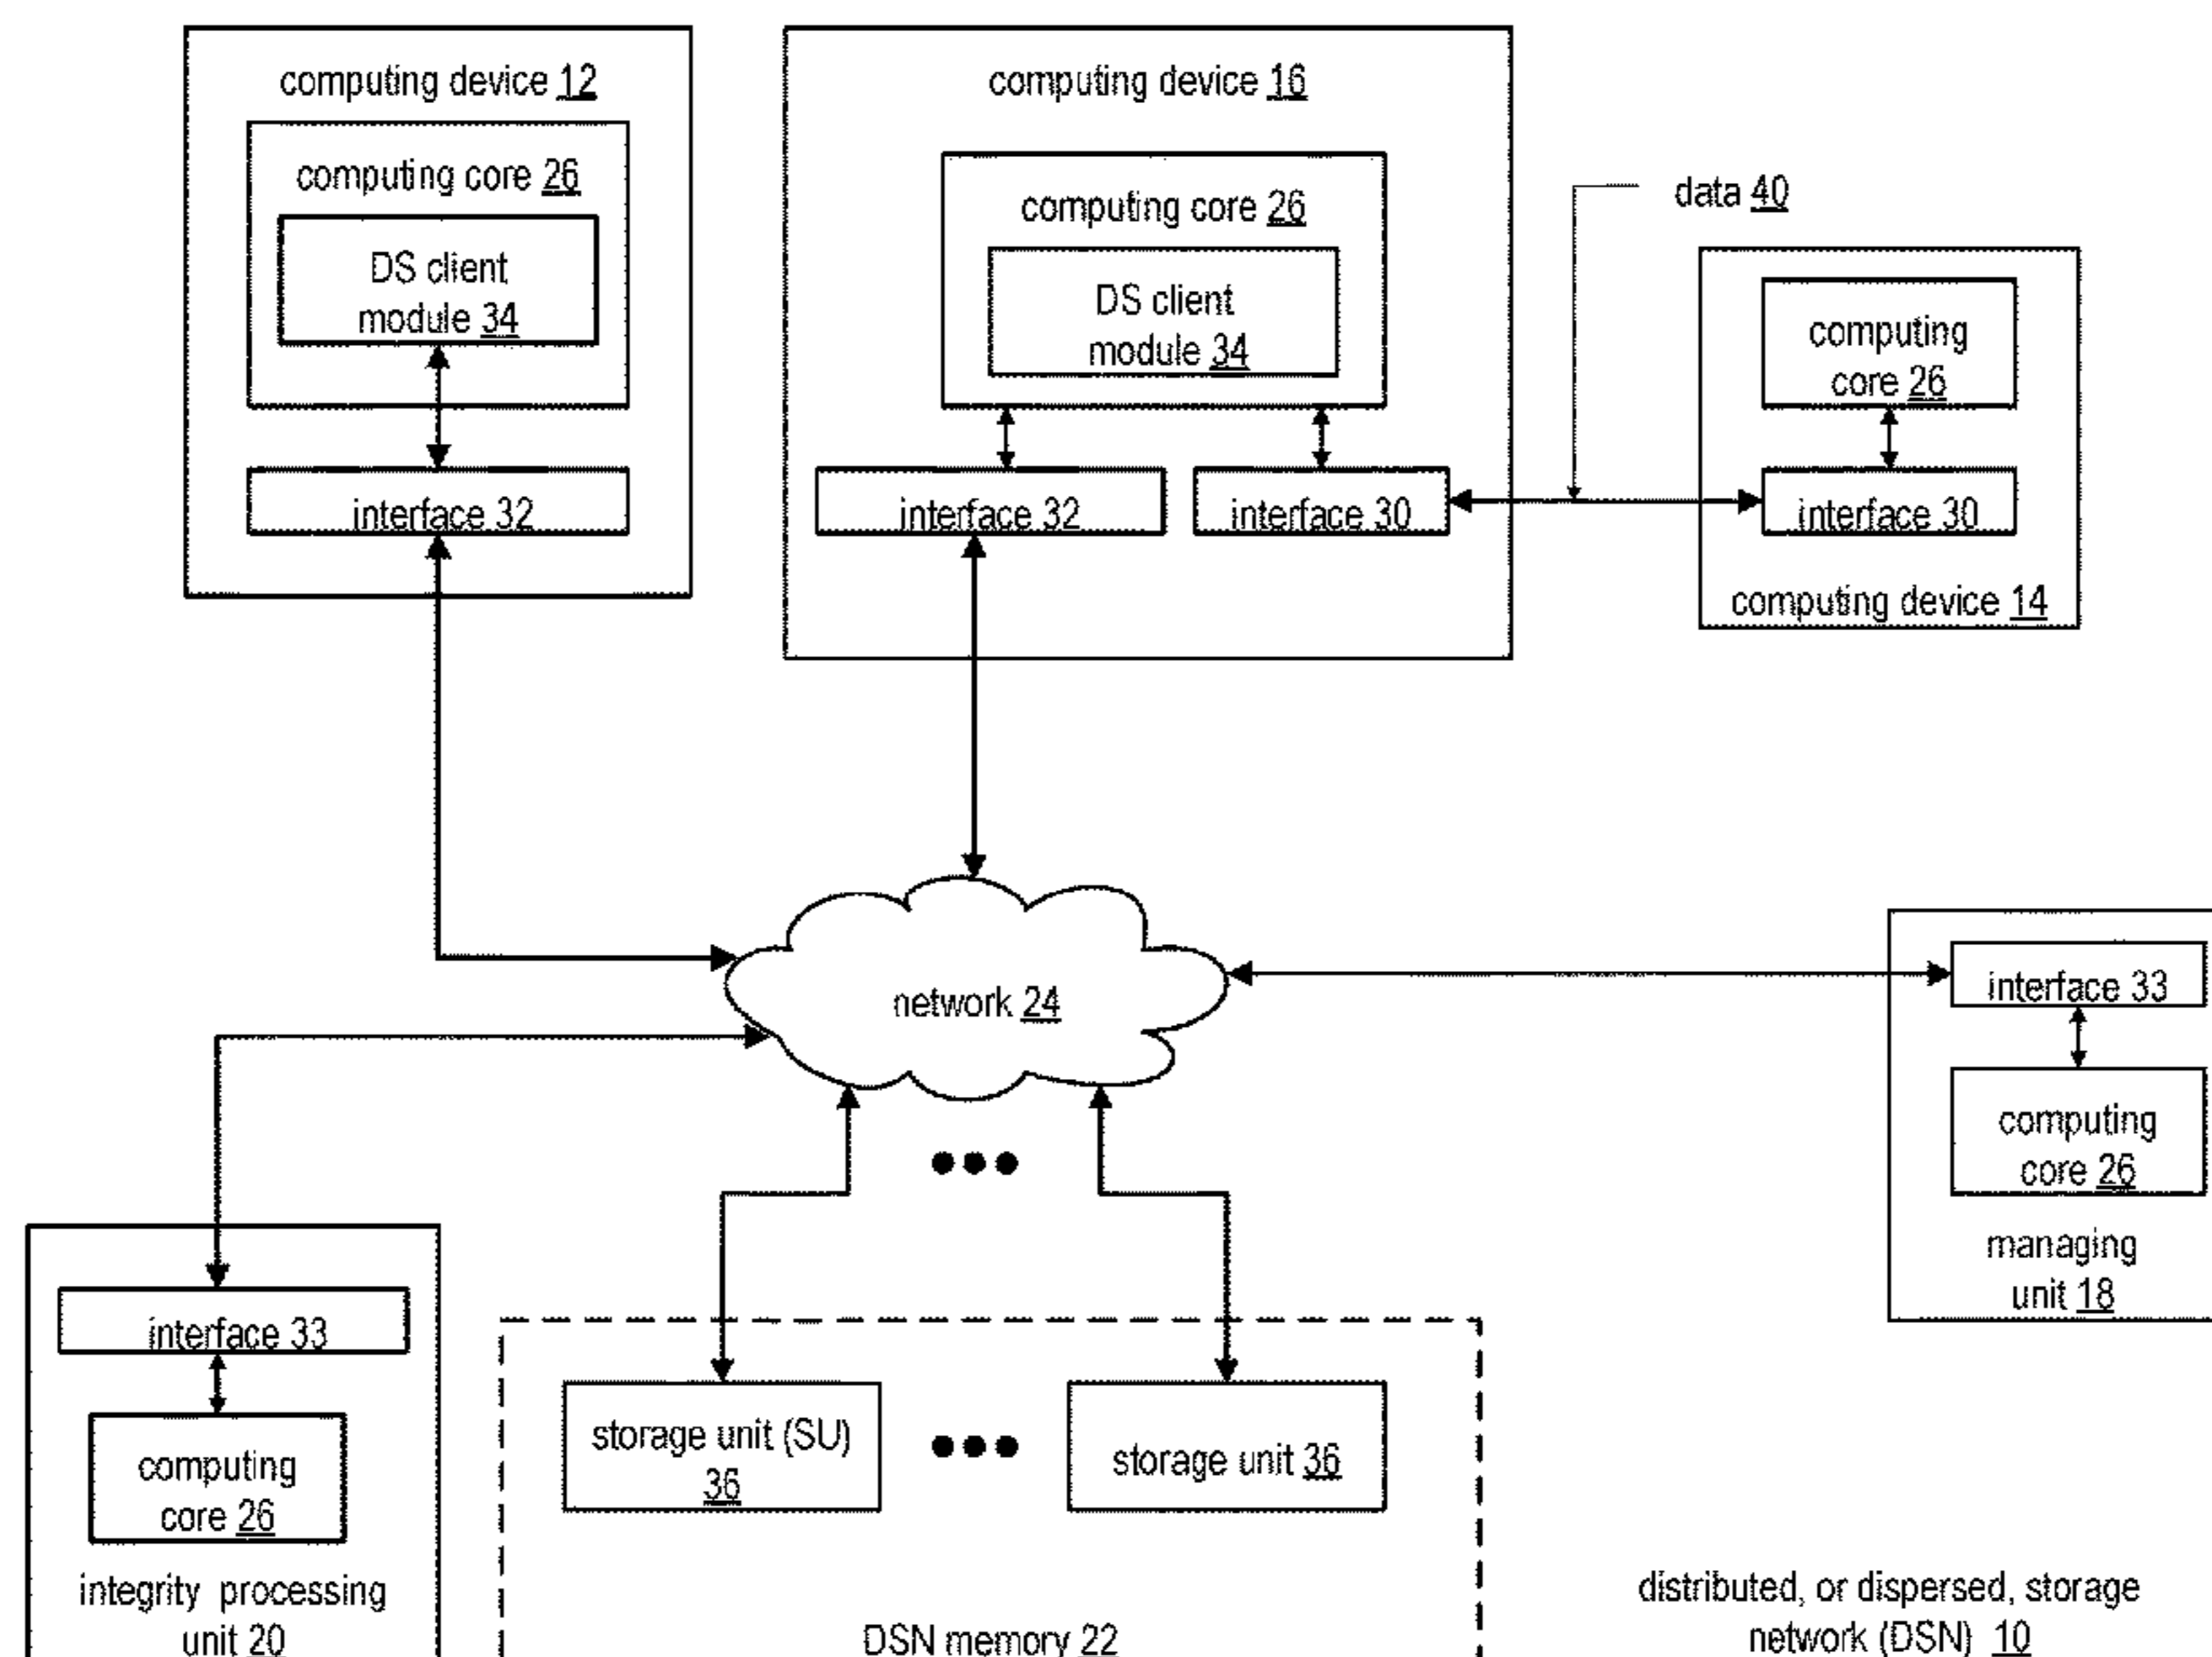 computing device 12
computing core 26
DS client
module 34
interface 32
computing device 16
computing core 26
DS client
module 34
interface 32
interface 30
data 40
computing
core 26
interface 30
computing device 14
network 24
interface 33
computing
core 26
managing
unit 18
interface 33
computing
core 26
integrity processing
unit 20
storage unit (SU)
36
storage unit 36
DSN memory 22
distributed, or dispersed, storage
network (DSN) 10